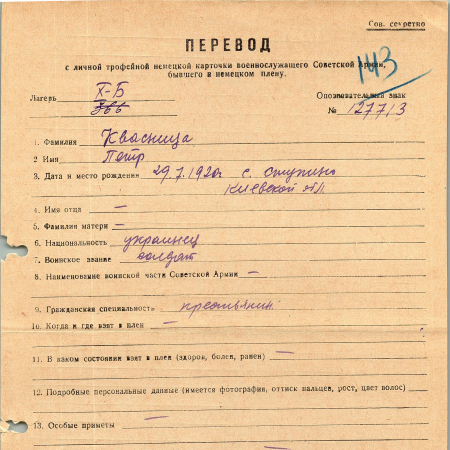 Сов. секретно
ПЕРЕВОД
с личной трофейной немецкой карточки военнослужащего Советской Армии,
бывшего в немецком плену.
143
Лагерь X-Б
366
Опознавательный знак
№ 127713
1. Фамилия Квасница
2 Имя Петр
3. Дата и место рождения 29.7.1920г с. Ступино
Киевской обл.
4. Имя отца —
5. Фамилия матери —
6. Национальность украинец
7. Воинское звание солдат
8. Наименование воинской части Советской Армии —
9. Гражданская специальность крестьянин
10. Когда и где взят в плен —
11. В каком состоянии взят в плен (здоров, болен, ранен) —
12. Подробные персональные данные (имеется фотография, оттиск пальцев, рост, цвет волос)
13. Особые приметы —